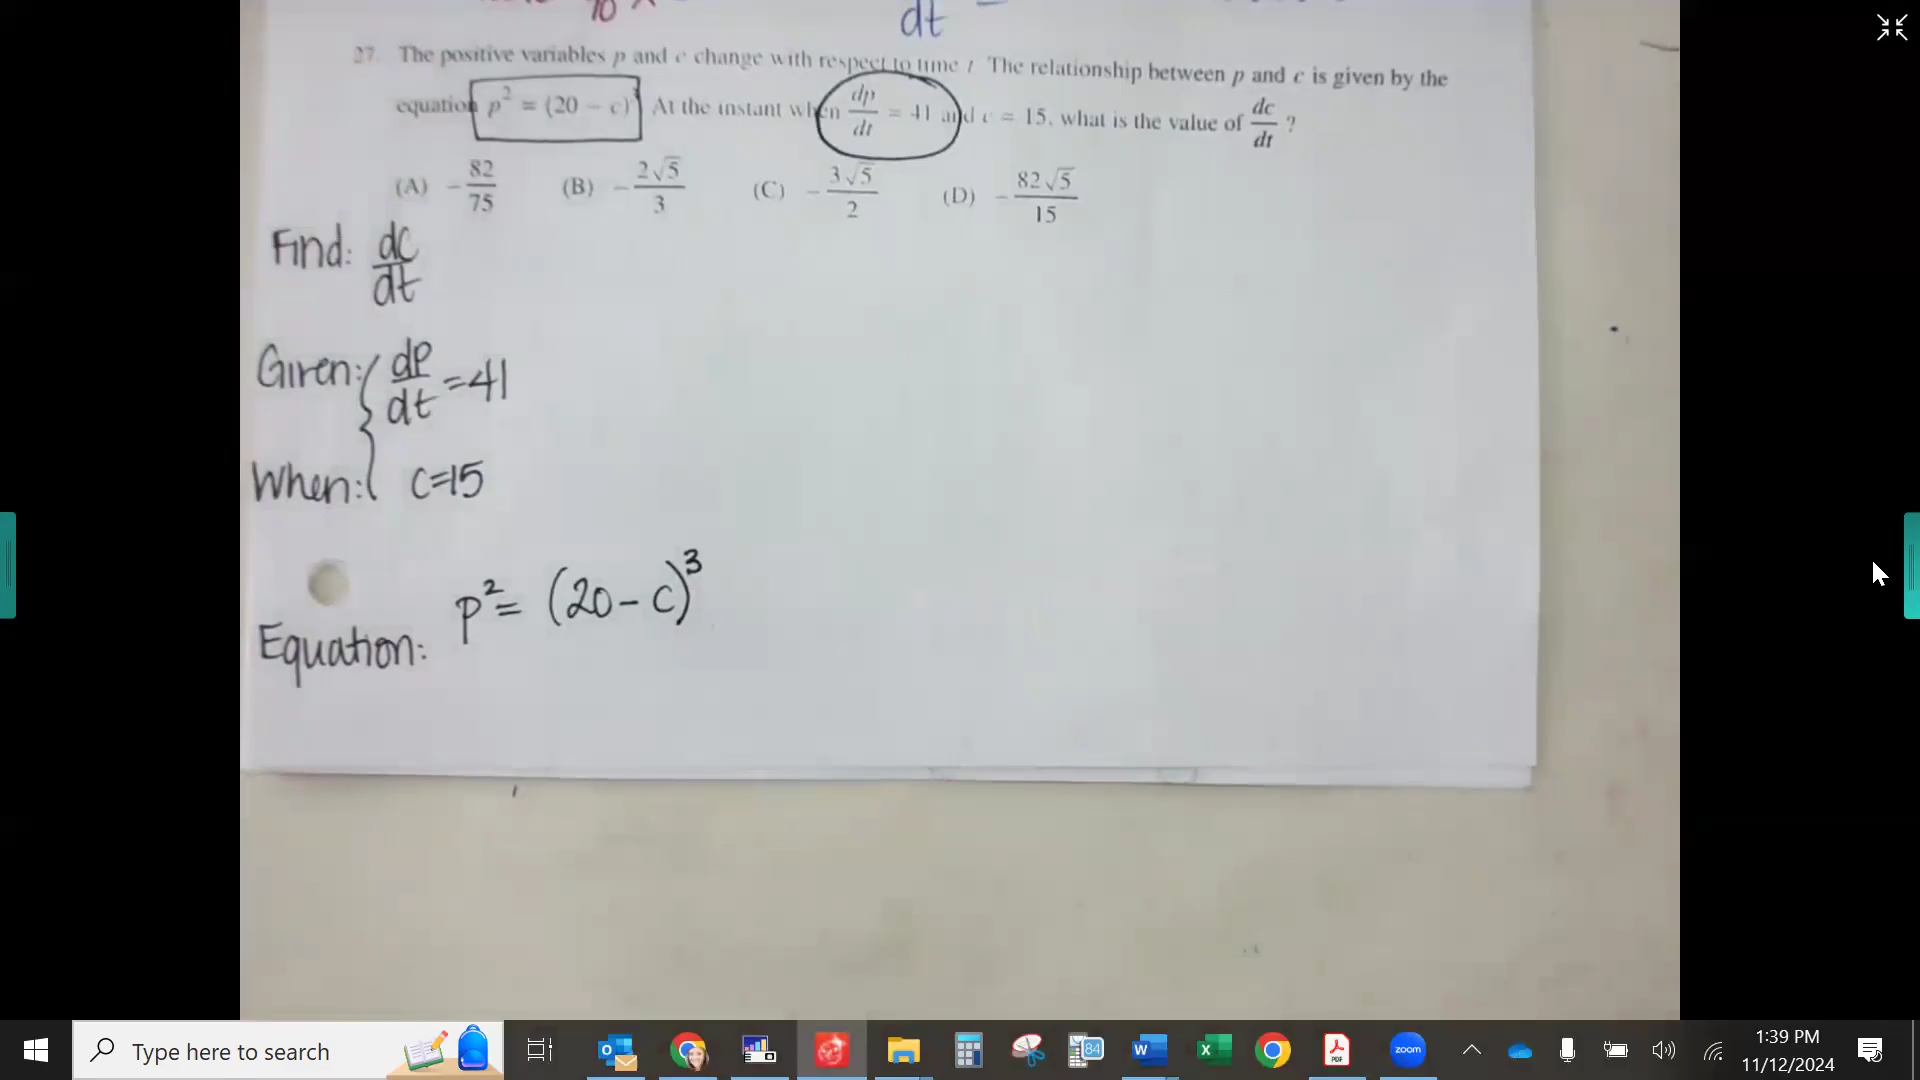 dt
27. The positive variables p and c change with respect to time t. The relationship between p and c is given by the
equation p² = (20 − c)³. At the instant when dp/dt = 41 and c = 15, what is the value of dc/dt ?
(A) −82/75 (B) −2√5/3 (C) −3√5/2 (D) −82√5/15
Find: dc/dt
Given: dp/dt = 41
When: c=15
Equation: p² = (20 − c)³
Type here to search
84
zoom
1:39 PM
11/12/2024